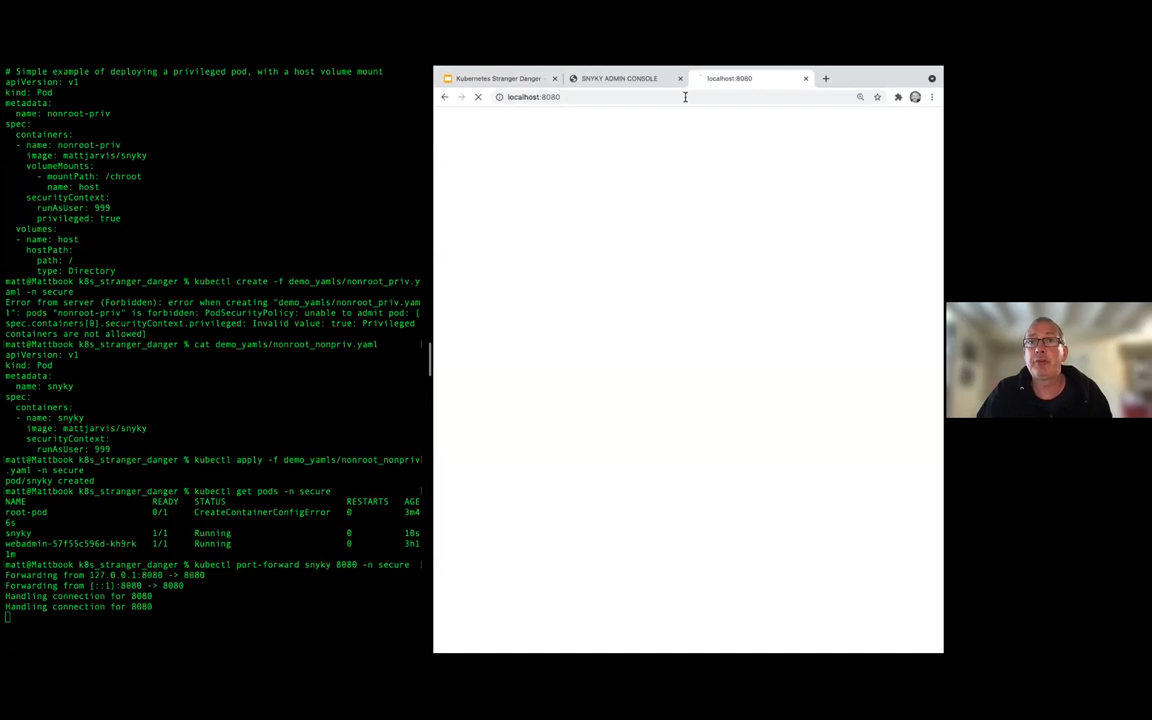 # Simple example of deploying a privileged pod, with a host volume mount
apiVersion: v1
kind: Pod
metadata:
  name: nonroot-priv
spec:
  containers:
  - name: nonroot-priv
    image: mattjarvis/snyky
    volumeMounts:
      - mountPath: /chroot
        name: host
    securityContext:
      runAsUser: 999
      privileged: true
  volumes:
  - name: host
    hostPath:
      path: /
      type: Directory
matt@Mattbook k8s_stranger_danger % kubectl create -f demo_yamls/nonroot_priv.y
aml -n secure
Error from server (Forbidden): error when creating "demo_yamls/nonroot_priv.yam
l": pods "nonroot-priv" is forbidden: PodSecurityPolicy: unable to admit pod: [
spec.containers[0].securityContext.privileged: Invalid value: true: Privileged
containers are not allowed]
matt@Mattbook k8s_stranger_danger % cat demo_yamls/nonroot_nonpriv.yaml
apiVersion: v1
kind: Pod
metadata:
  name: snyky
spec:
  containers:
  - name: snyky
    image: mattjarvis/snyky
    securityContext:
      runAsUser: 999
matt@Mattbook k8s_stranger_danger % kubectl apply -f demo_yamls/nonroot_nonpriv
.yaml -n secure
pod/snyky created
matt@Mattbook k8s_stranger_danger % kubectl get pods -n secure
NAME READY STATUS RESTARTS AGE
root-pod 0/1 CreateContainerConfigError 0 3m4
6s
snyky 1/1 Running 0 10s
webadmin-57f55c596d-kh9rk 1/1 Running 0 3h1
1m
matt@Mattbook k8s_stranger_danger % kubectl port-forward snyky 8080 -n secure
Forwarding from 127.0.0.1:8080 -> 8080
Forwarding from [::1]:8080 -> 8080
Handling connection for 8080
Handling connection for 8080
Kubernetes Stranger Danger - SNYKY ADMIN CONSOLE localhost:8080
localhost:8080